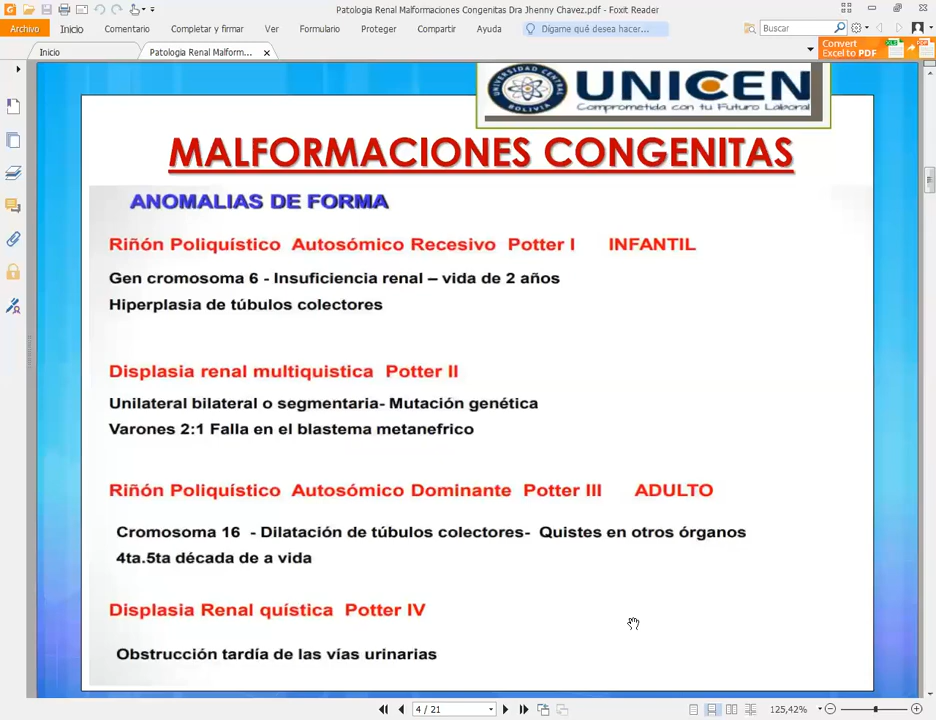 Patologia Renal Malformaciones Congenitas Dra Jhenny Chavez.pdf - Foxit Reader
Archivo Inicio Comentario Completar y firmar Ver Formulario Proteger Compartir Ayuda Dígame qué desea hacer... Buscar
Inicio Patologia Renal Malform...
Convert
Excel to PDF
UNIVERSIDAD CENTRAL
BOLIVIA
UNICEN
Comprometida con tu Futuro Laboral
MALFORMACIONES CONGENITAS
ANOMALIAS DE FORMA
Riñón Poliquístico Autosómico Recesivo Potter I INFANTIL
Gen cromosoma 6 - Insuficiencia renal – vida de 2 años
Hiperplasia de túbulos colectores
Displasia renal multiquistica Potter II
Unilateral bilateral o segmentaria- Mutación genética
Varones 2:1 Falla en el blastema metanefrico
Riñón Poliquístico Autosómico Dominante Potter III ADULTO
Cromosoma 16 - Dilatación de túbulos colectores- Quistes en otros órganos
4ta.5ta década de a vida
Displasia Renal quística Potter IV
Obstrucción tardía de las vías urinarias
4 / 21
125,42%